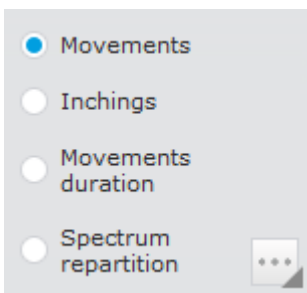 Movements
Inchings
Movements
duration
Spectrum
repartition